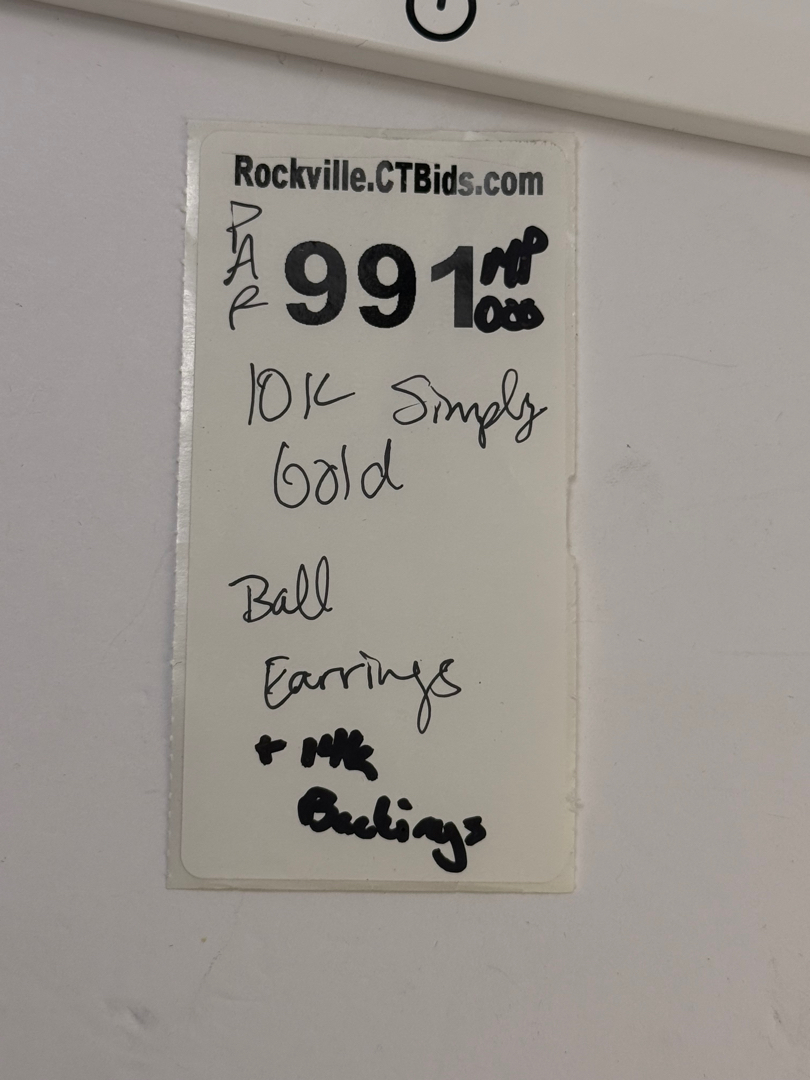 Rockville.CTBids.com
PAR
991
10K Simply
Gold
Ball
Earrings
+ 14k
Backings